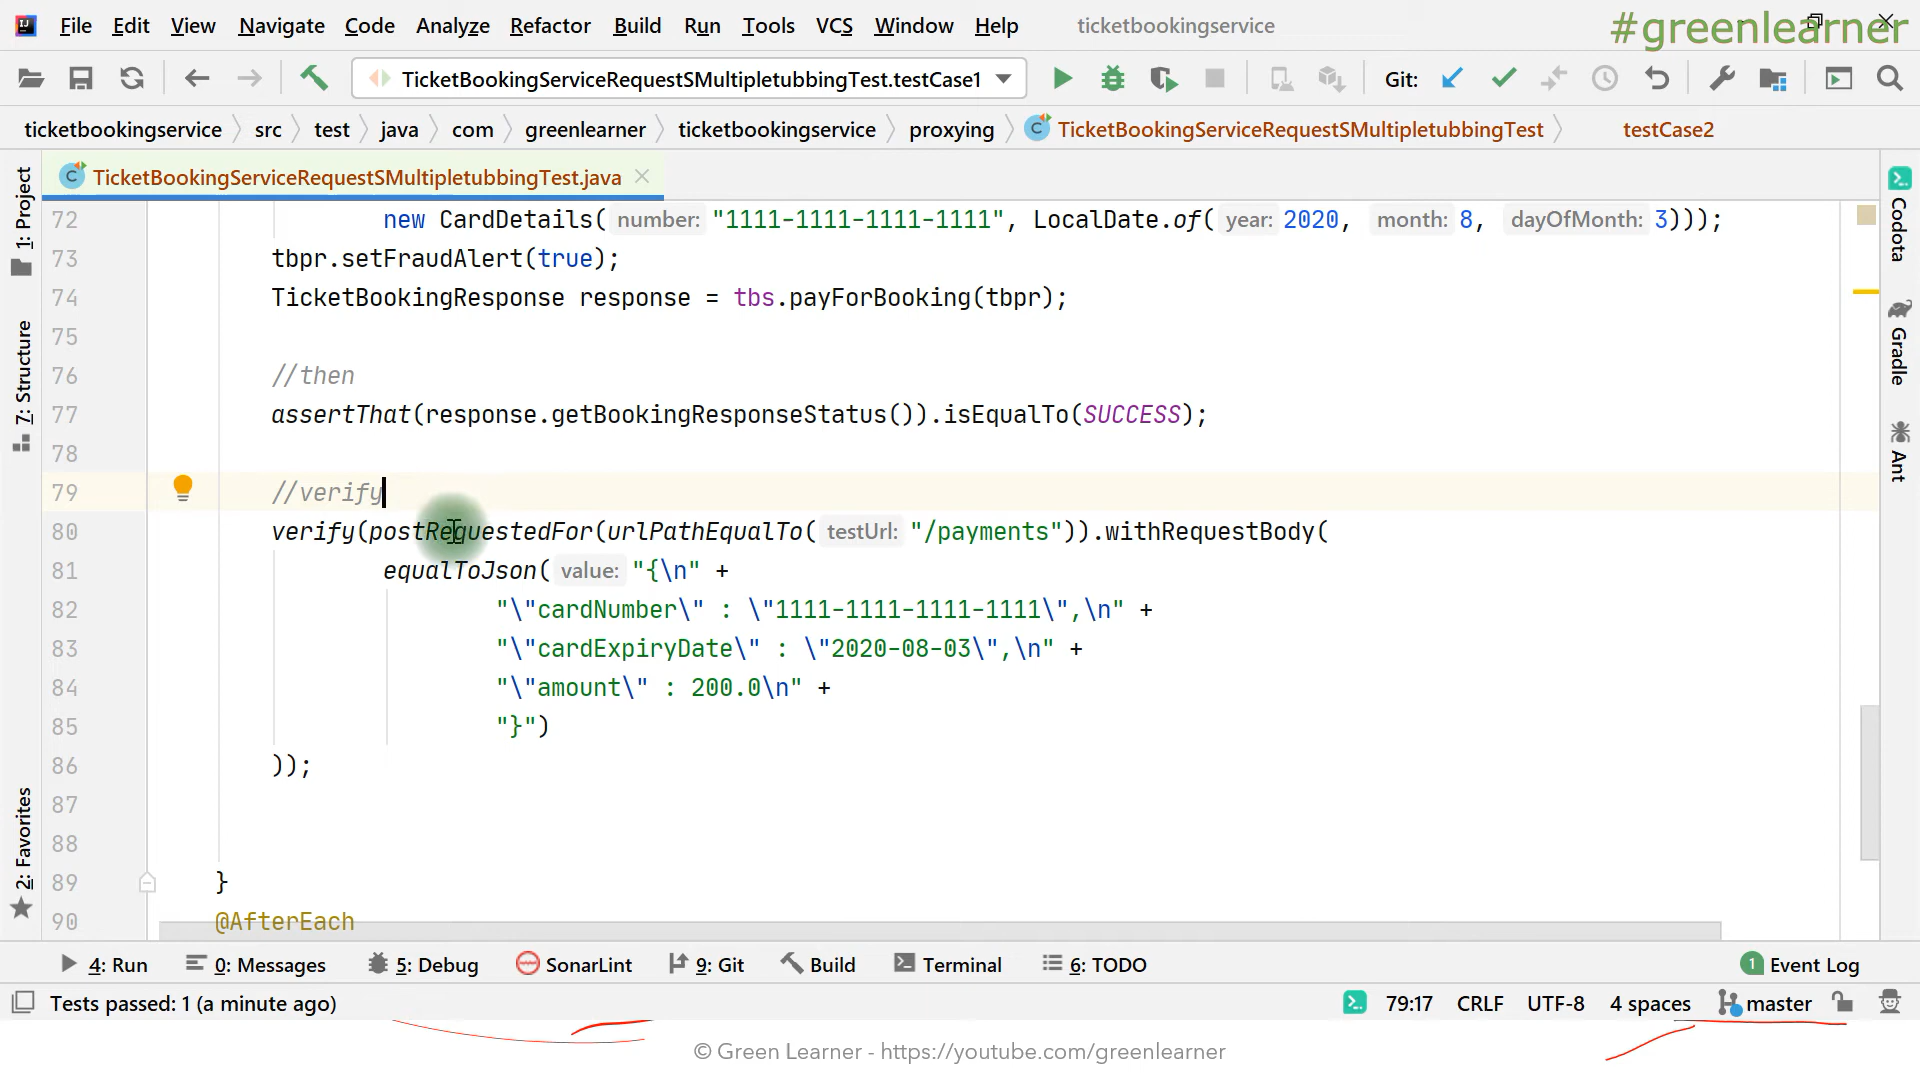 File Edit View Navigate Code Analyze Refactor Build Run Tools VCS Window Help ticketbookingservice
#greenlearner
TicketBookingServiceRequestSMultipletubbingTest.testCase1 Git:
ticketbookingservice src test java com greenlearner ticketbookingservice proxying TicketBookingServiceRequestSMultipletubbingTest testCase2
TicketBookingServiceRequestSMultipletubbingTest.java
1: Project
7: Structure
2: Favorites
72 new CardDetails( number: "1111-1111-1111-1111", LocalDate.of( year: 2020, month: 8, dayOfMonth: 3)));
73 tbpr.setFraudAlert(true);
74 TicketBookingResponse response = tbs.payForBooking(tbpr);
75
76 //then
77 assertThat(response.getBookingResponseStatus()).isEqualTo(SUCCESS);
78
79 //verify
80 verify(postRequestedFor(urlPathEqualTo( testUrl: "/payments")).withRequestBody(
81 equalToJson( value: "{\n" +
82 "\"cardNumber\" : \"1111-1111-1111-1111\",\n" +
83 "\"cardExpiryDate\" : \"2020-08-03\",\n" +
84 "\"amount\" : 200.0\n" +
85 "}")
86 ));
87
88
89 }
90 @AfterEach
Codota
Gradle
Ant
4: Run 0: Messages 5: Debug SonarLint 9: Git Build Terminal 6: TODO 1 Event Log
Tests passed: 1 (a minute ago) 79:17 CRLF UTF-8 4 spaces master
© Green Learner - https://youtube.com/greenlearner